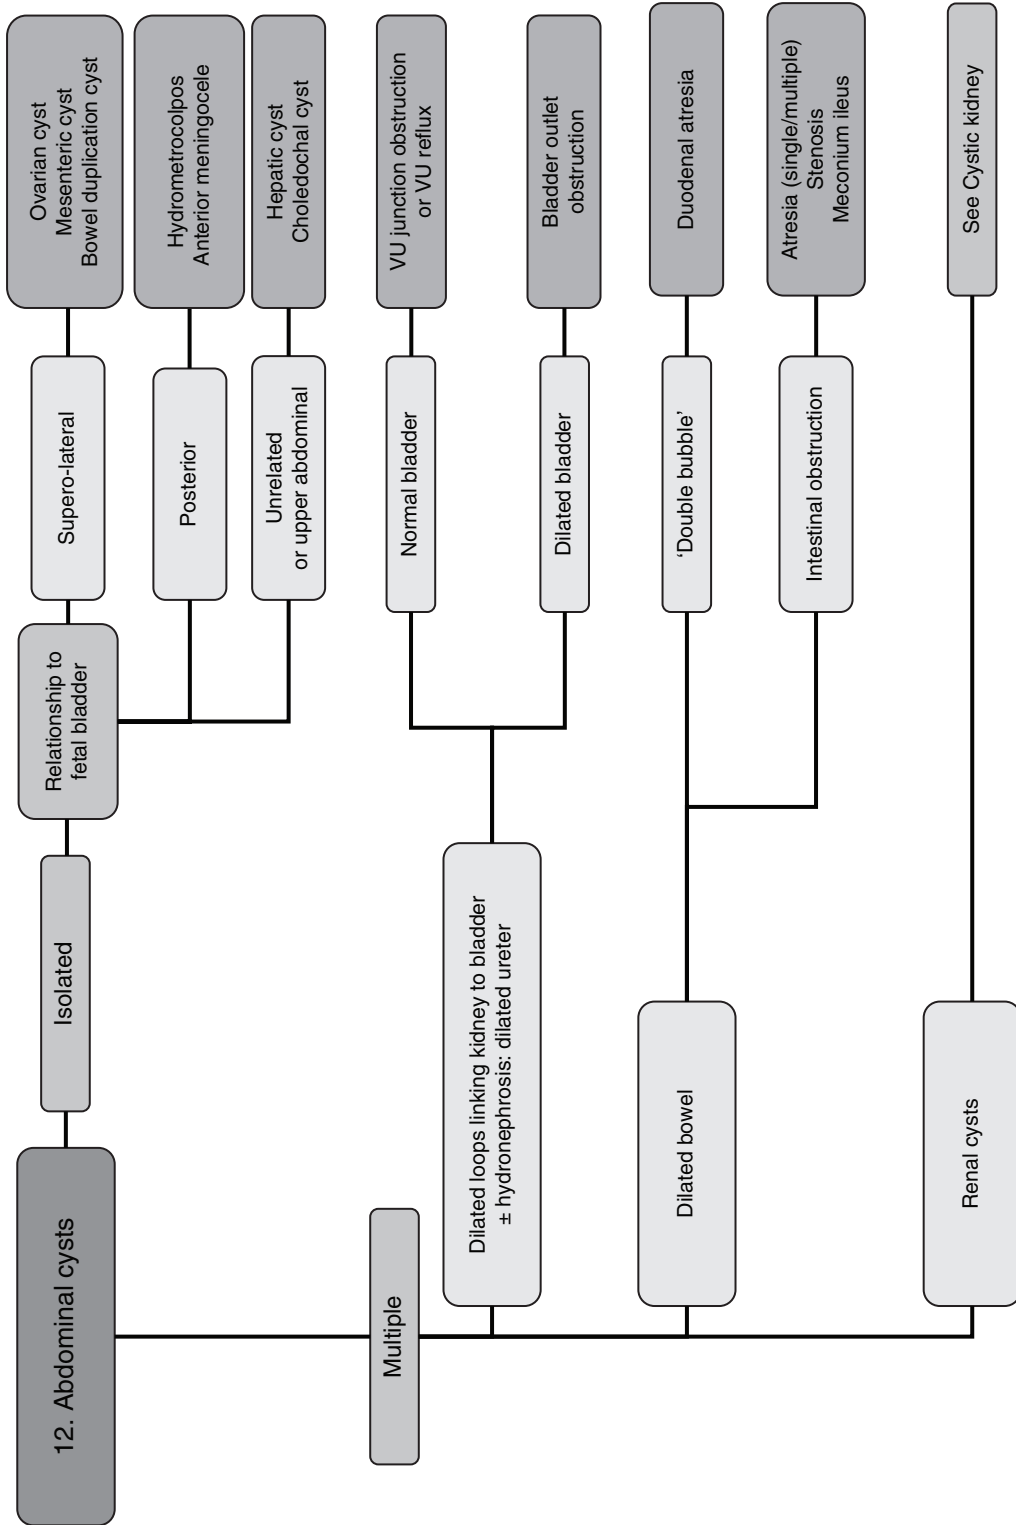 12. Abdominal cysts
Isolated
Relationship to
fetal bladder
Supero-lateral
Ovarian cyst
Mesenteric cyst
Bowel duplication cyst
Posterior
Hydrometrocolpos
Anterior meningocele
Unrelated
or upper abdominal
Hepatic cyst
Choledochal cyst
Multiple
Dilated loops linking kidney to bladder
± hydronephrosis: dilated ureter
Normal bladder
VU junction obstruction
or VU reflux
Dilated bladder
Bladder outlet
obstruction
Dilated bowel
‘Double bubble’
Duodenal atresia
Intestinal obstruction
Atresia (single/multiple)
Stenosis
Meconium ileus
Renal cysts
See Cystic kidney